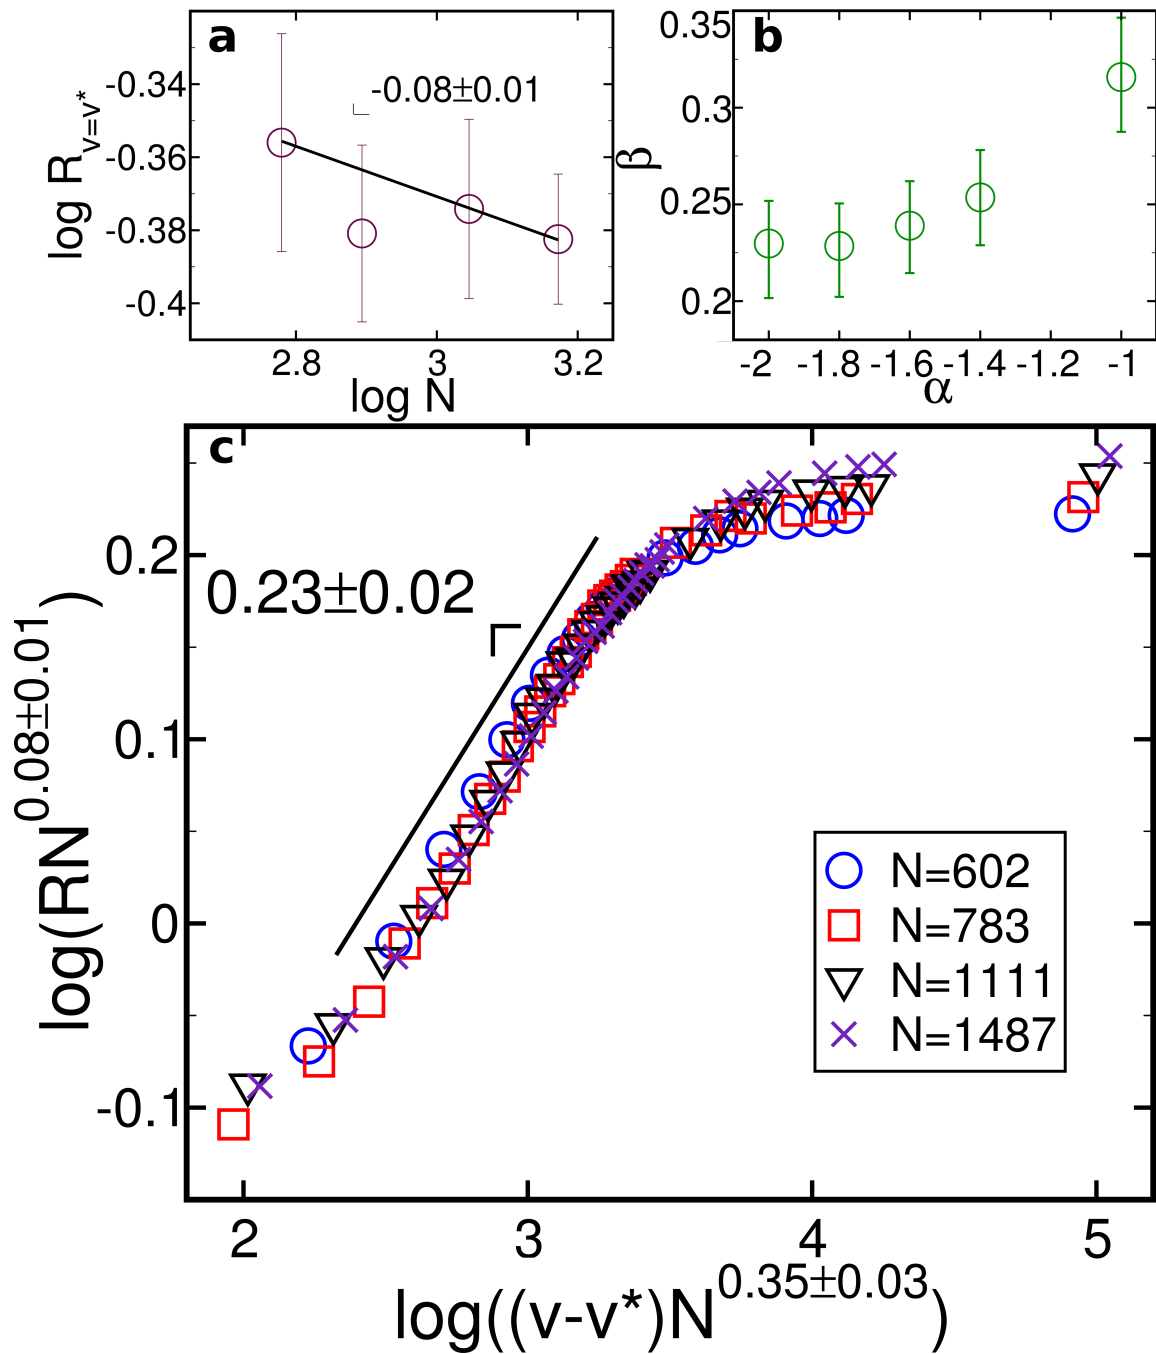 a
-0.08±0.01
-0.34
-0.36
-0.38
-0.4
log R_{v=v*}
2.8 3 3.2
log N
b
0.35
0.3
0.25
0.2
β
-2 -1.8 -1.6 -1.4 -1.2 -1
α
c
0.23±0.02
0.2
0.1
0
-0.1
log(RN^{0.08±0.01})
N=602
N=783
N=1111
N=1487
2 3 4 5
log((v-v*)N^{0.35±0.03})